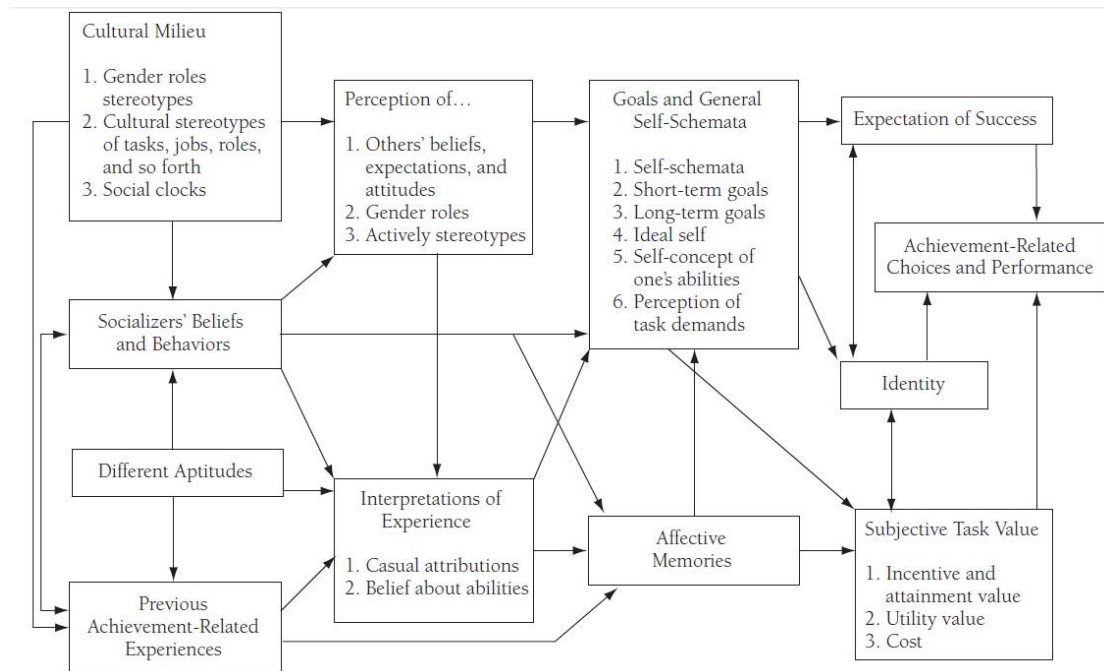 Cultural Milieu
1. Gender roles
stereotypes
2. Cultural stereotypes
of tasks, jobs, roles,
and so forth
3. Social clocks
Perception of…
1. Others’ beliefs,
expectations, and
attitudes
2. Gender roles
3. Actively stereotypes
Goals and General
Self-Schemata
1. Self-schemata
2. Short-term goals
3. Long-term goals
4. Ideal self
5. Self-concept of
one’s abilities
6. Perception of
task demands
Expectation of Success
Achievement-Related
Choices and Performance
Socializers’ Beliefs
and Behaviors
Identity
Different Aptitudes
Interpretations of
Experience
1. Casual attributions
2. Belief about abilities
Affective
Memories
Subjective Task Value
1. Incentive and
attainment value
2. Utility value
3. Cost
Previous
Achievement-Related
Experiences